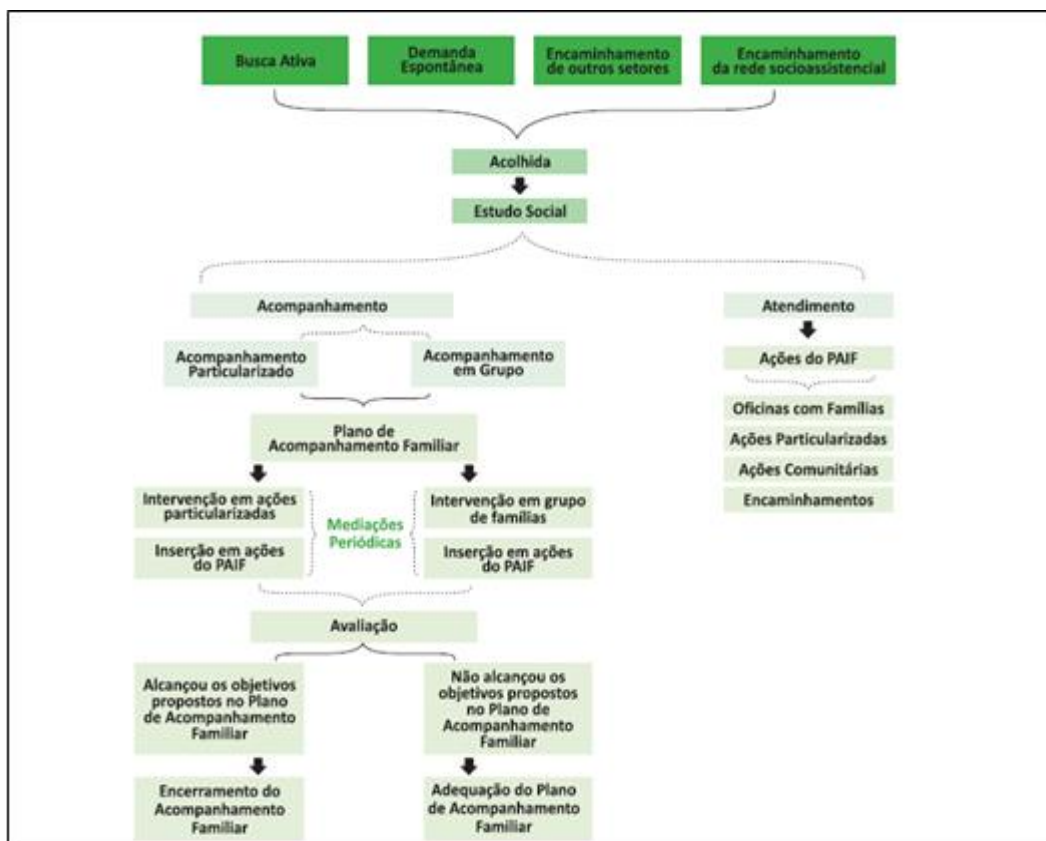 Busca Ativa
Demanda
Espontânea
Encaminhamento
de outros setores
Encaminhamento
da rede socioassistencial
Acolhida
Estudo Social
Acompanhamento
Atendimento
Acompanhamento
Particularizado
Acompanhamento
em Grupo
Ações do PAIF
Oficinas com Famílias
Ações Particularizadas
Ações Comunitárias
Encaminhamentos
Plano de
Acompanhamento Familiar
Intervenção em ações
particularizadas
Inserção em ações
do PAIF
Mediações
Periódicas
Intervenção em grupo
de famílias
Inserção em ações
do PAIF
Avaliação
Alcançou os objetivos
propostos no Plano
de Acompanhamento
Familiar
Não alcançou os
objetivos propostos
no Plano de
Acompanhamento
Familiar
Encerramento do
Acompanhamento
Familiar
Adequação do Plano
de Acompanhamento
Familiar